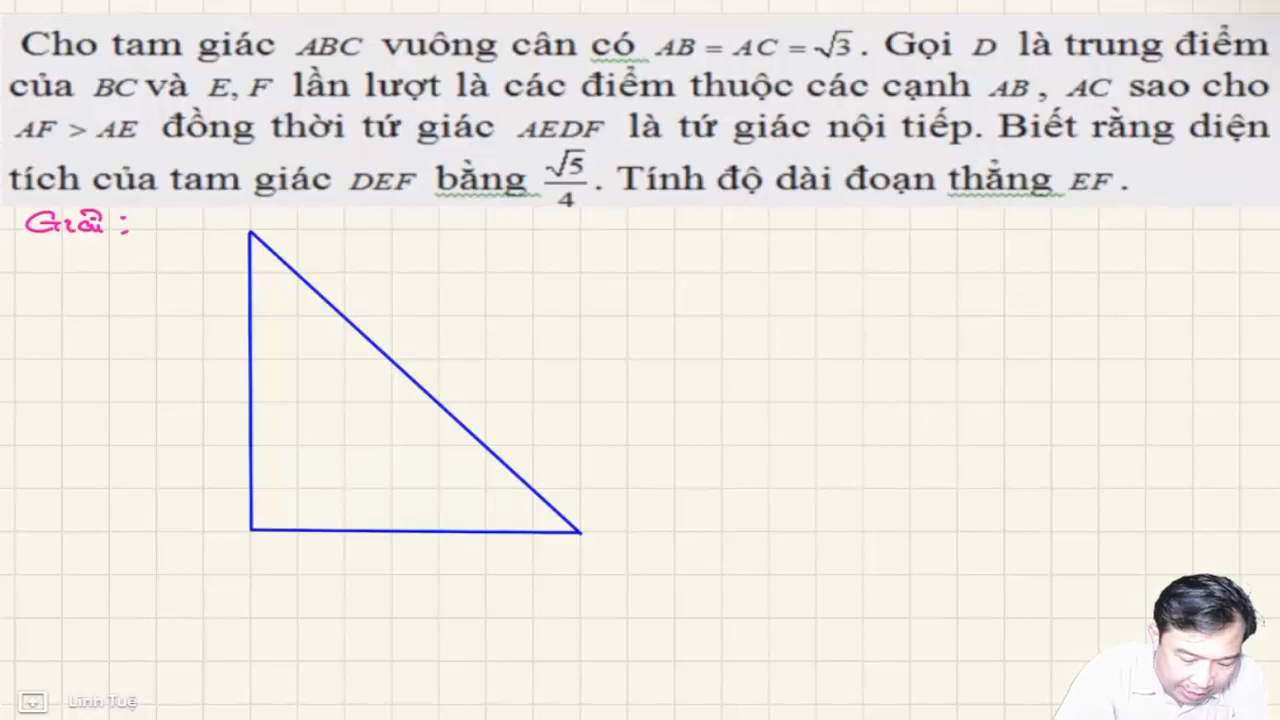 Cho tam giác ABC vuông cân có AB = AC = √3. Gọi D là trung điểm
của BC và E, F lần lượt là các điểm thuộc các cạnh AB, AC sao cho
AF > AE đồng thời tứ giác AEDF là tứ giác nội tiếp. Biết rằng diện
tích của tam giác DEF bằng √5/4. Tính độ dài đoạn thẳng EF.
Giải :
Linh Tuệ